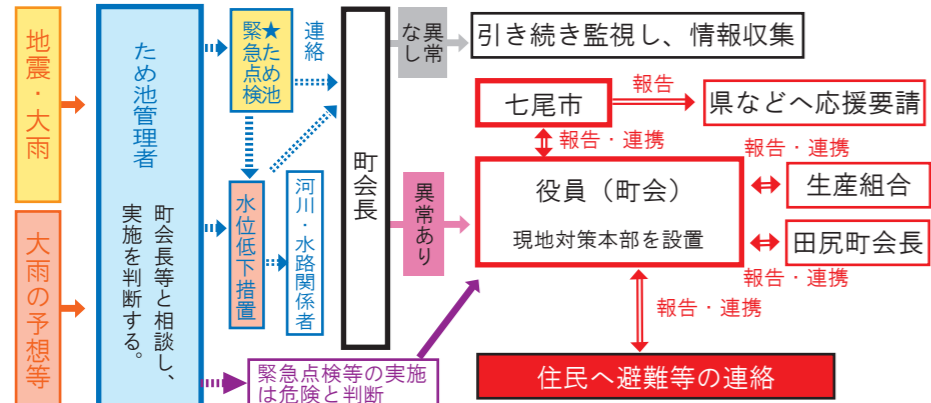 地震・大雨
大雨の予想等
ため池管理者
町会長等と相談し、
実施を判断する。
★ため池
緊急点検
連絡
水位低下措置
河川・水路関係者
緊急点検等の実施
は危険と判断
町会長
異常
なし
引き続き監視し、情報収集
異常あり
七尾市
報告
県などへ応援要請
報告・連携
役員（町会）
現地対策本部を設置
報告・連携
生産組合
田尻町会長
報告・連携
報告・連携
住民へ避難等の連絡